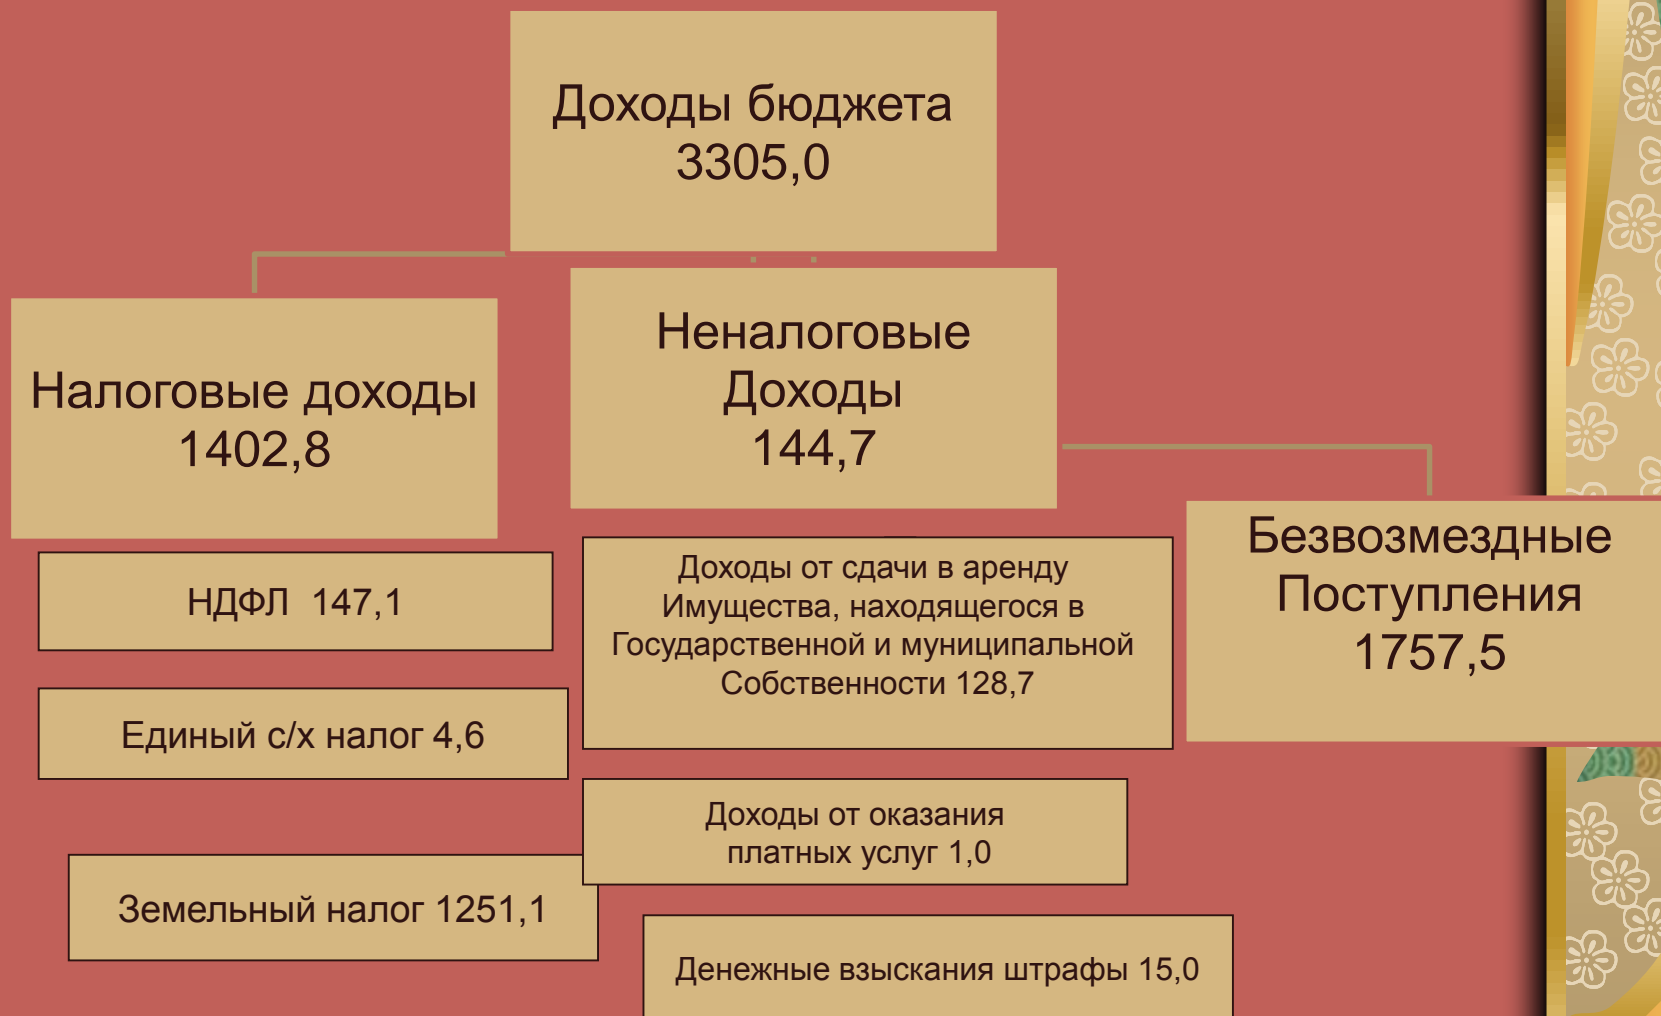 Доходы бюджета
3305,0
Налоговые доходы
1402,8
Неналоговые
Доходы
144,7
Безвозмездные
Поступления
1757,5
НДФЛ  147,1
Единый с/х налог 4,6
Земельный налог 1251,1
Доходы от сдачи в аренду
Имущества, находящегося в
Государственной и муниципальной
Собственности 128,7
Доходы от оказания
платных услуг 1,0
Денежные взыскания штрафы 15,0